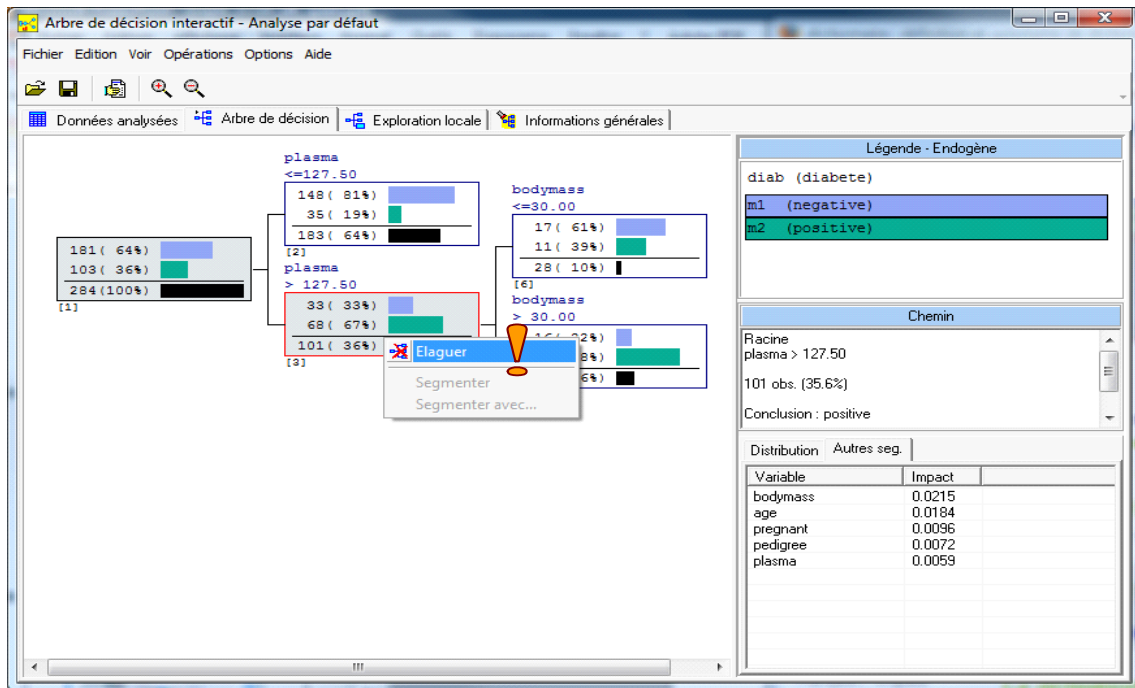 Arbre de décision interactif - Analyse par défaut
Fichier Edition Voir Opérations Options Aide
Données analysées Arbre de décision Exploration locale Informations générales
plasma
<=127.50
148( 81%)
35( 19%)
183( 64%)
[2]
181( 64%)
103( 36%)
284(100%)
[1]
plasma
> 127.50
33( 33%)
68( 67%)
101( 36%)
[3]
bodymass
<=30.00
17( 61%)
11( 39%)
28( 10%)
[6]
bodymass
> 30.00
2%)
8%)
6%)
Elaguer
Segmenter
Segmenter avec...
Légende - Endogène
diab (diabete)
m1 (negative)
m2 (positive)
Chemin
Racine
plasma > 127.50
101 obs. (35.6%)
Conclusion : positive
Distribution Autres seg.
Variable Impact
bodymass 0.0215
age 0.0184
pregnant 0.0096
pedigree 0.0072
plasma 0.0059